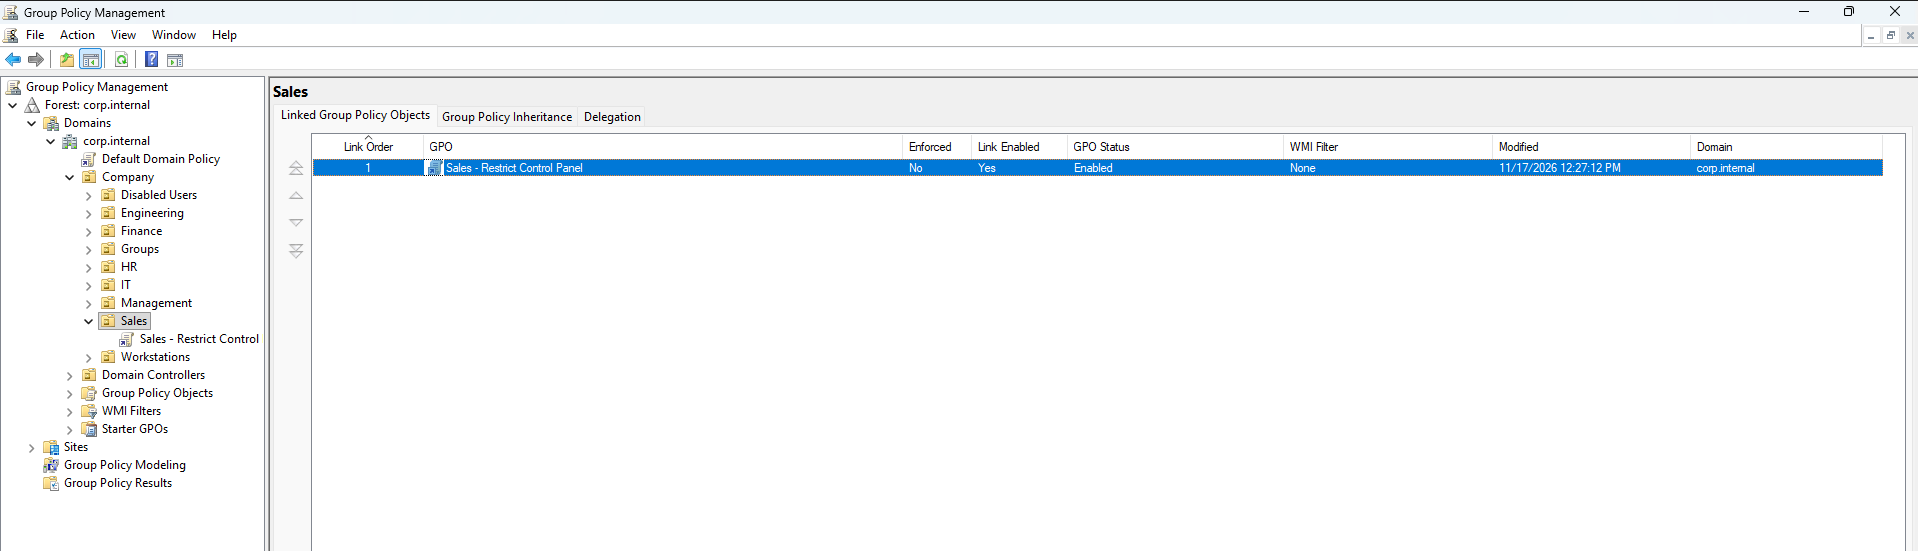 Group Policy Management
File Action View Window Help
Group Policy Management
Forest: corp.internal
Domains
corp.internal
Default Domain Policy
Company
Disabled Users
Engineering
Finance
Groups
HR
IT
Management
Sales
Sales - Restrict Control
Workstations
Domain Controllers
Group Policy Objects
WMI Filters
Starter GPOs
Sites
Group Policy Modeling
Group Policy Results
Sales
Linked Group Policy Objects Group Policy Inheritance Delegation
Link Order GPO Enforced Link Enabled GPO Status WMI Filter Modified Domain
1 Sales - Restrict Control Panel No Yes Enabled None 11/17/2026 12:27:12 PM corp.internal